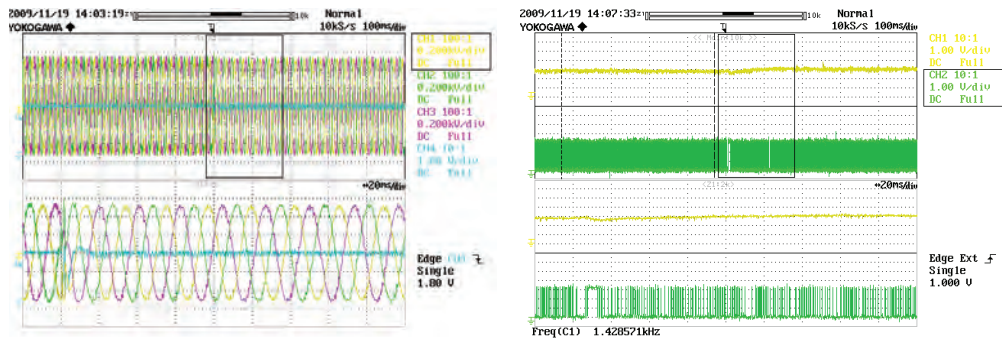 2009/11/19 14:03:19
10k
Normal
YOKOGAWA ◆
10kS/s 100ms/div
CH1 100:1
0.200kV/div
DC Full
CH2 100:1
0.200kV/div
DC Full
CH3 100:1
0.200kV/div
DC Full
CH4 10:1
1.00 V/div
DC Full
20ms/div
Edge CH4
Single
1.80 V
2009/11/19 14:07:33
10k
Normal
YOKOGAWA ◆
10kS/s 100ms/div
CH1 10:1
1.00 V/div
DC Full
CH2 10:1
1.00 V/div
DC Full
20ms/div
Edge Ext
Single
1.000 V
Freq(C1) 1.428571kHz